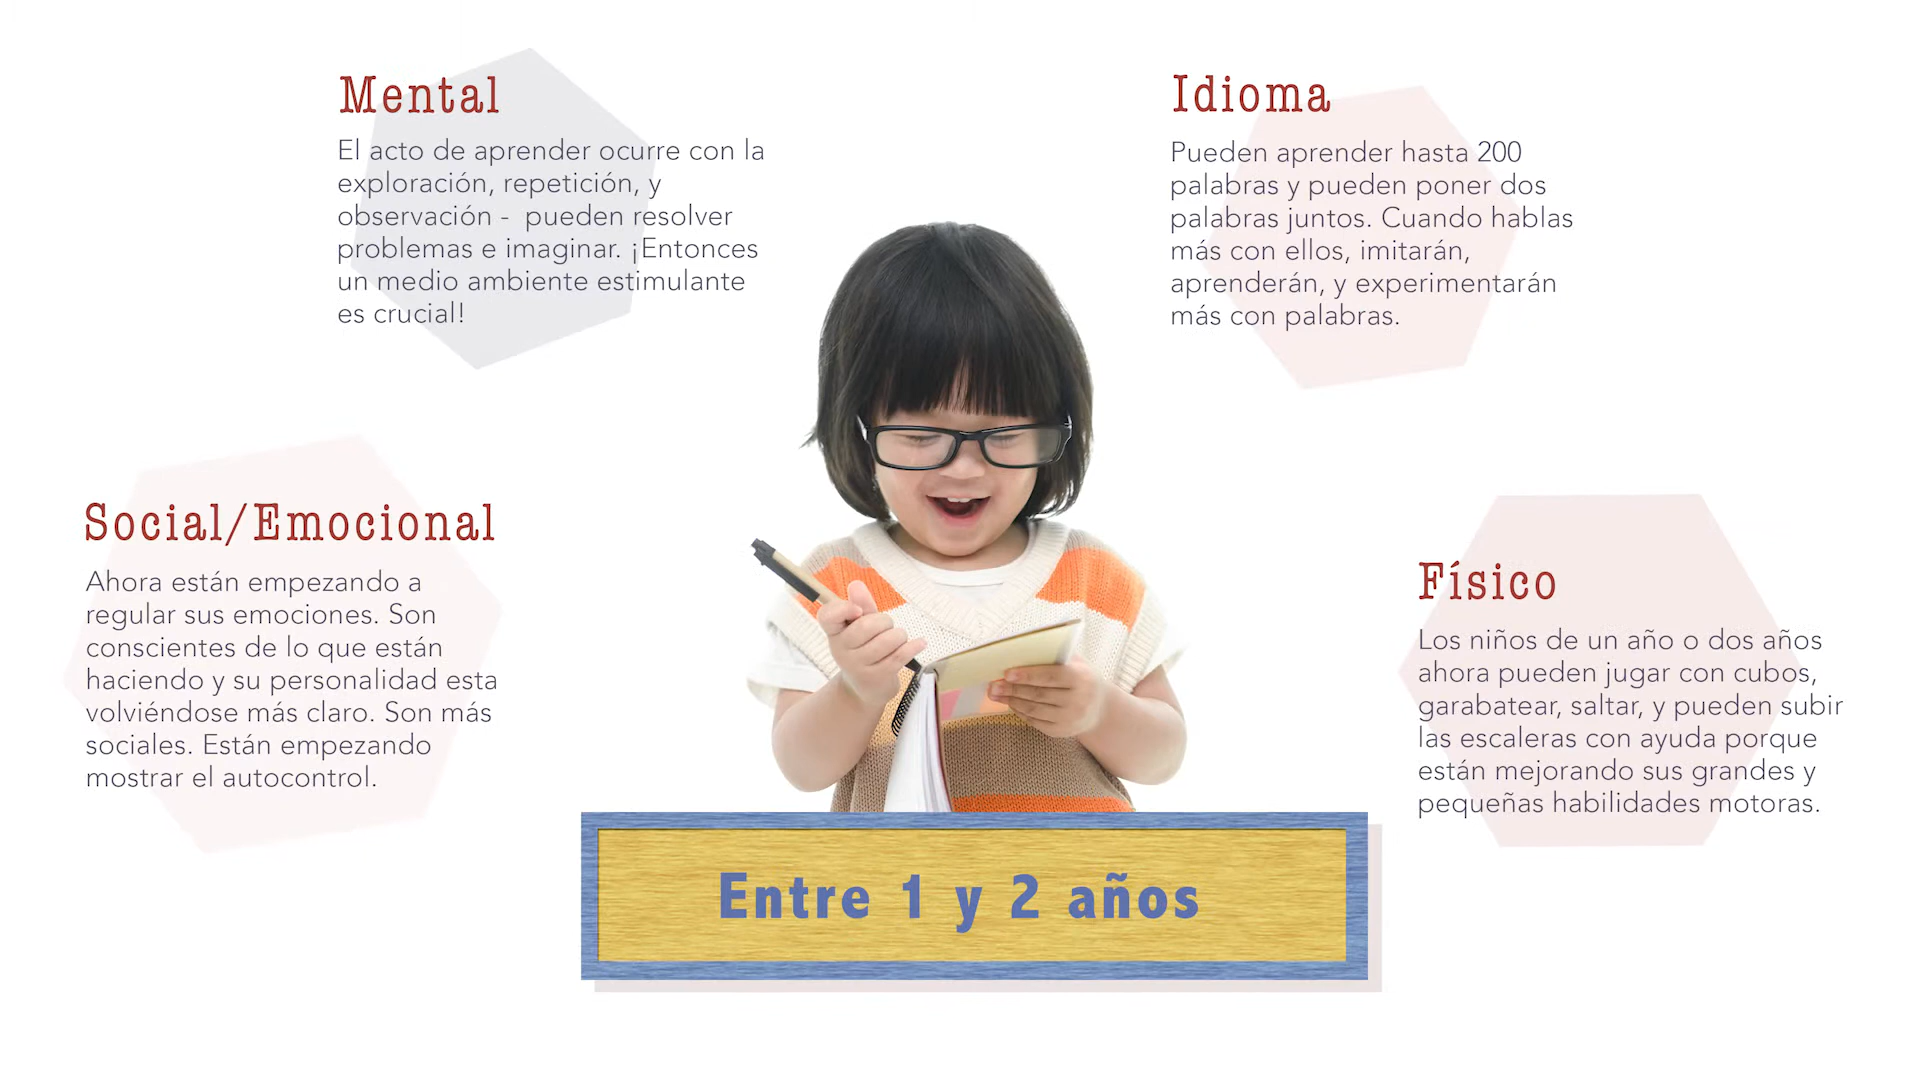 Mental
El acto de aprender ocurre con la
exploración, repetición, y
observación -  pueden resolver
problemas e imaginar. ¡Entonces
un medio ambiente estimulante
es crucial!
Idioma
Pueden aprender hasta 200
palabras y pueden poner dos
palabras juntos. Cuando hablas
más con ellos, imitarán,
aprenderán, y experimentarán
más con palabras.
Social/Emocional
Ahora están empezando a
regular sus emociones. Son
conscientes de lo que están
haciendo y su personalidad esta
volviéndose más claro. Son más
sociales. Están empezando
mostrar el autocontrol.
Físico
Los niños de un año o dos años
ahora pueden jugar con cubos,
garabatear, saltar, y pueden subir
las escaleras con ayuda porque
están mejorando sus grandes y
pequeñas habilidades motoras.
Entre 1 y 2 años